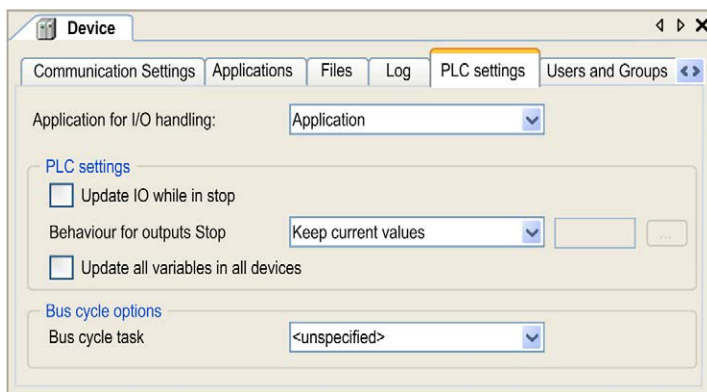 Device
Communication Settings Applications Files Log PLC settings Users and Groups
Application for I/O handling: Application
PLC settings
Update IO while in stop
Behaviour for outputs Stop Keep current values ...
Update all variables in all devices
Bus cycle options
Bus cycle task <unspecified>